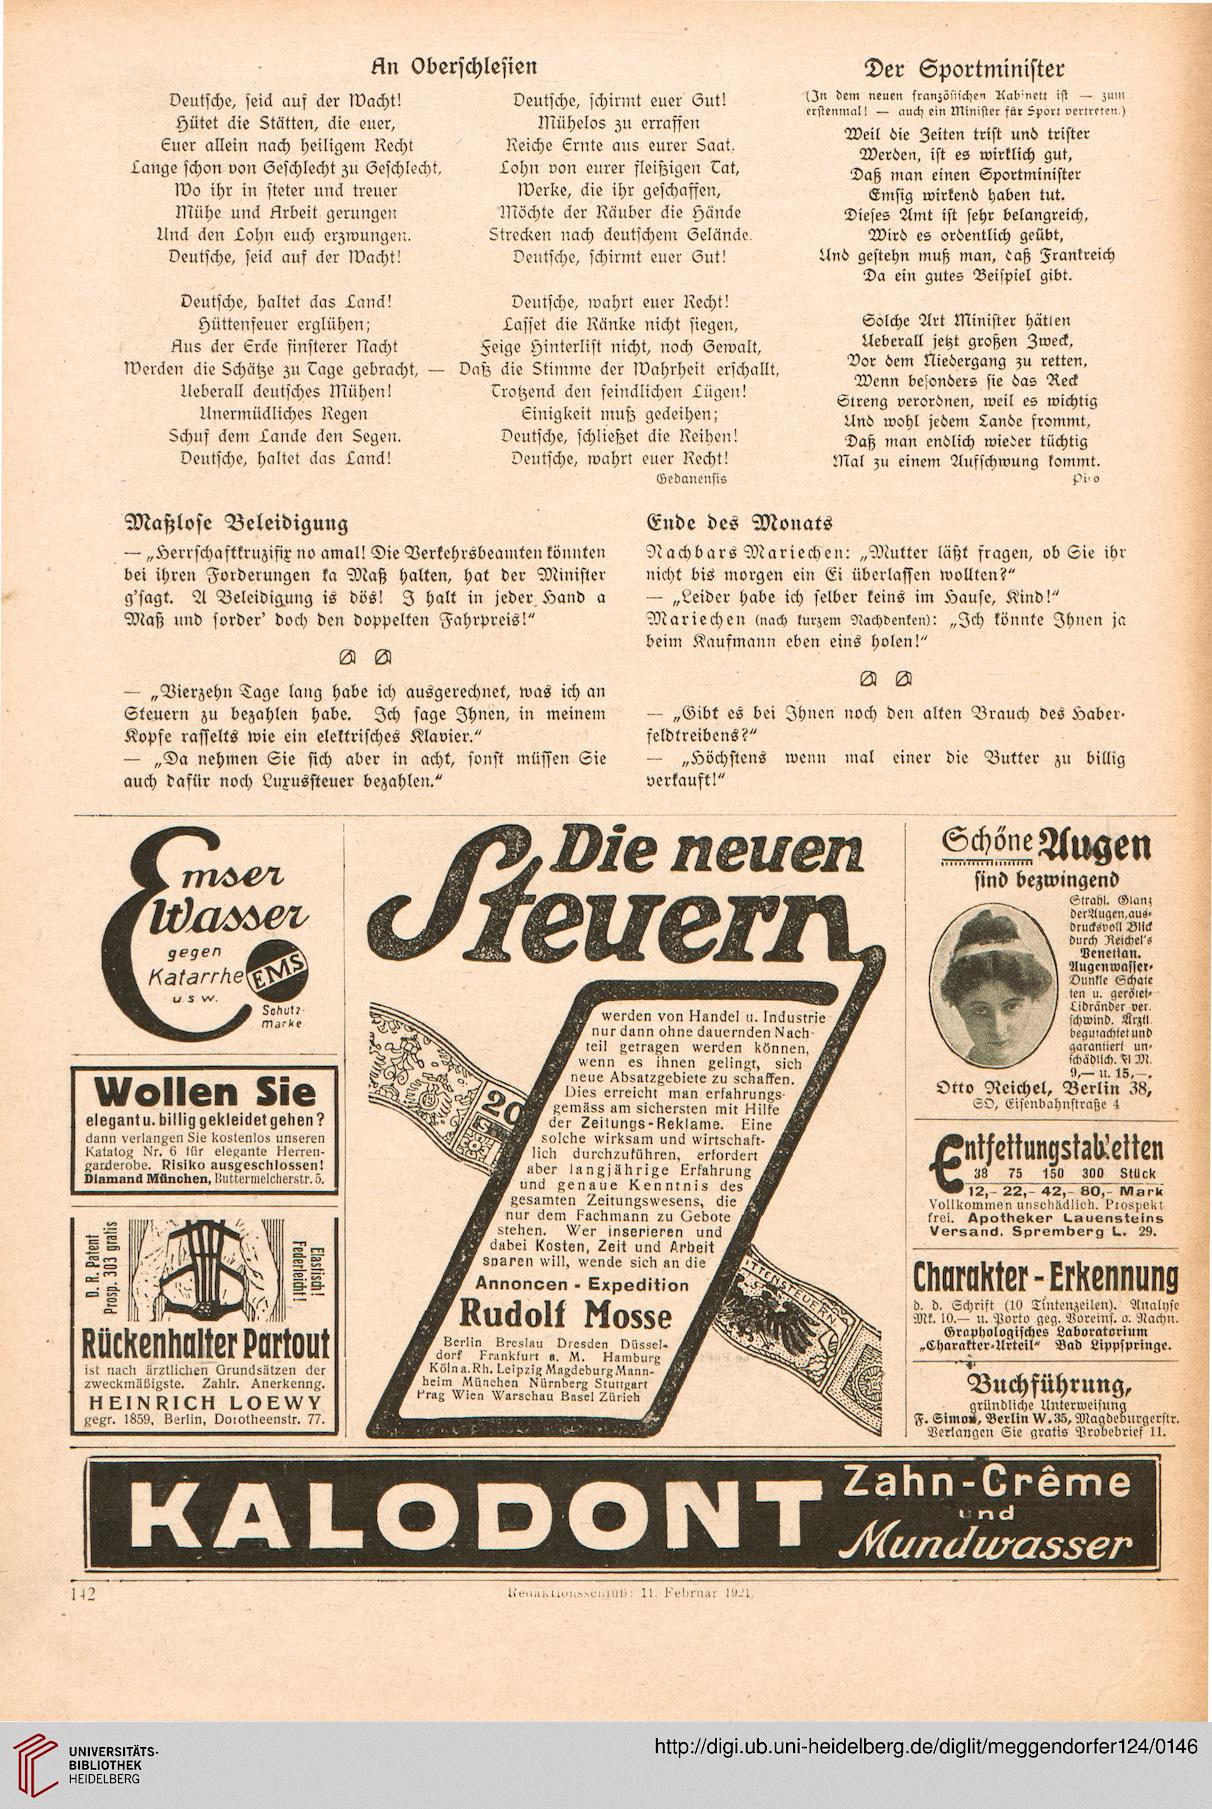 An Oberschlesien
Deutsche, seid auf der Wacht!
Hütet die Stätten, die euer,
Euer allein nach heiligem Recht
Lange schon von Geschlecht zu Geschlecht,
Wo ihr in steter und treuer
Mühe und Arbeit gerungen
Und den Lohn euch erzwungen.
Deutsche, seid auf der Wacht!
Deutsche, haltet das Land!
Hüttenfeuer erglühen;
Aus der Erde finsterer Nacht
Werden die Schätze zu Tage gebracht, —
Ueberall deutsches Mühen!
Unermüdliches Regen
Schuf dem Lande den Segen.
Deutsche, haltet das Land!
Deutsche, schirmt euer Gut!
Mühelos zu erraffen
Reiche Ernte aus eurer Saat,
Lohn von eurer fleißigen Tat,
Werke, die ihr geschaffen,
Möchte der Räuber die Hände
Strecken nach deutschem Gelände.
Deutsche, schirmt euer Gut!
Deutsche, wahrt euer Recht!
Lasset die Ränke nicht siegen,
Feige Hinterlist nicht, noch Gewalt,
Daß die Stimme der Wahrheit erschallt,
Trotzend den feindlichen Lügen!
Einigkeit muß gedeihen;
Deutsche, schließet die Reihen!
Deutsche, wahrt euer Recht!
Gedanensis
Der Sportminister
(In dem neuen französischen Kabinett ist — zum
erstenmal! — auch ein Minister für Sport vertreten.)
Weil die Zeiten trist und trister
Werden, ist es wirklich gut,
Daß man einen Sportminister
Emsig wirkend haben tut.
Dieses Amt ist sehr belangreich,
Wird es ordentlich geübt,
Und gestehn muß man, daß Frankreich
Da ein gutes Beispiel gibt.
Solche Art Minister hätten
Ueberall jetzt großen Zweck,
Vor dem Niedergang zu retten,
Wenn besonders sie das Reck
Streng verordnen, weil es wichtig
Und wohl jedem Lande frommt,
Daß man endlich wieder tüchtig
Mal zu einem Aufschwung kommt.
Maßlose Beleidigung
— „Herrschaftkruzifix no amal! Die Verkehrsbeamten könnten
bei ihren Forderungen ka Maß halten, hat der Minister
g'sagt. A Beleidigung is dös! I halt in jeder Hand a
Maß und forder' doch den doppelten Fahrpreis!“
— „Vierzehn Tage lang habe ich ausgerechnet, was ich an
Steuern zu bezahlen habe. Ich sage Ihnen, in meinem
Kopfe rasselts wie ein elektrisches Klavier.“
— „Da nehmen Sie sich aber in acht, sonst müssen Sie
auch dafür noch Luxussteuer bezahlen.“
Ende des Monats
Nachbars Mariechen: „Mutter läßt fragen, ob Sie ihr
nicht bis morgen ein Ei überlassen wollten?“
— „Leider habe ich selber keins im Hause, Kind!“
Mariechen (nach kurzem Nachdenken): „Ich könnte Ihnen ja
beim Kaufmann eben eins holen!“
— „Gibt es bei Ihnen noch den alten Brauch des Haber-
feldtreibens?“
— „Höchstens wenn mal einer die Butter zu billig
verkauft!“
Emser
Wasser
gegen
Katarrhe
usw.
EMS
Schutz-
marke
Wollen Sie
elegant u. billig gekleidet gehen?
dann verlangen Sie kostenlos unseren
Katatog Nr. 6 für elegante Herren-
garderobe. Risiko ausgeschlossen!
Diamand München, Buttermelcherstr. 5.
D. R. Patent
Prosp. 303 gratis
Elastisch!
Federleicht!
Rückenhalter Partout
ist nach ärztlichen Grundsätzen der
zweckmäßigste. Zahlr. Anerkenng.
HEINRICH LOEWY
gegr. 1859, Berlin, Dorotheenstr. 77.
Die neuen
Steuern
werden von Handel u. Industrie
nur dann ohne dauernden Nach-
teil getragen werden können,
wenn es ihnen gelingt, sich
neue Absatzgebiete zu schaffen.
Dies erreicht man erfahrungs-
gemäss am sichersten mit Hilfe
der Zeitungs-Reklame. Eine
solche wirksam und wirtschaft-
lich durchzuführen, erfordert
aber langjährige Erfahrung
und genaue Kenntnis des
gesamten Zeitungswesens, die
nur dem Fachmann zu Gebote
stehen. Wer inserieren und
dabei Kosten, Zeit und Arbeit
sparen will, wende sich an die
Annoncen - Expedition
Rudolf Mosse
Berlin Breslau Dresden Düssel-
dorf Frankfurt a. M. Hamburg
Köln a. Rh. Leipzig Magdeburg Mann-
heim München Nürnberg Stuttgart
Prag Wien Warschau Basel Zürich
20
Schöne Augen
sind bezwingend
Strahl. Glanz
der Augen, aus-
drucksvoll Blick
durch Reichel's
Venetian.
Augenwasser.
Dunkle Schatten
ten u. gerötet-
Lidränder ver-
schwind. Ärztl.
begutachtet und
garantiert un-
schädlich. Fl M.
9,— u. 15,—.
Otto Reichel, Berlin 38,
SO, Eisenbahnstraße 4
Entfettungstabletten
38 75 150 300 Stück
12,– 22,– 42,– 80,– Mark
Vollkommen unschädlich. Prospekt
frei. Apotheker Lauensteins
Versand. Spremberg L. 29.
Charakter - Erkennung
d. d. Schrift (10 Tintenzeilen). Analyse
Mk. 10.— u. Porto geg. Voreins. o. Nachn.
Graphologisches Laboratorium
„Charakter-Urteil“ Bad Lippspringe.
Buchführung,
gründliche Unterweisung
F. Simon, Berlin W. 35, Magdeburgerstr.
Verlangen Sie gratis Probebrief 11.
KALODONT
Zahn-Crême
und
Mundwasser
142
Redaktionsschluß: 11. Februar 1921.
UNIVERSITÄTS-
BIBLIOTHEK
HEIDELBERG
http://digi.ub.uni-heidelberg.de/diglit/meggendorfer124/0146